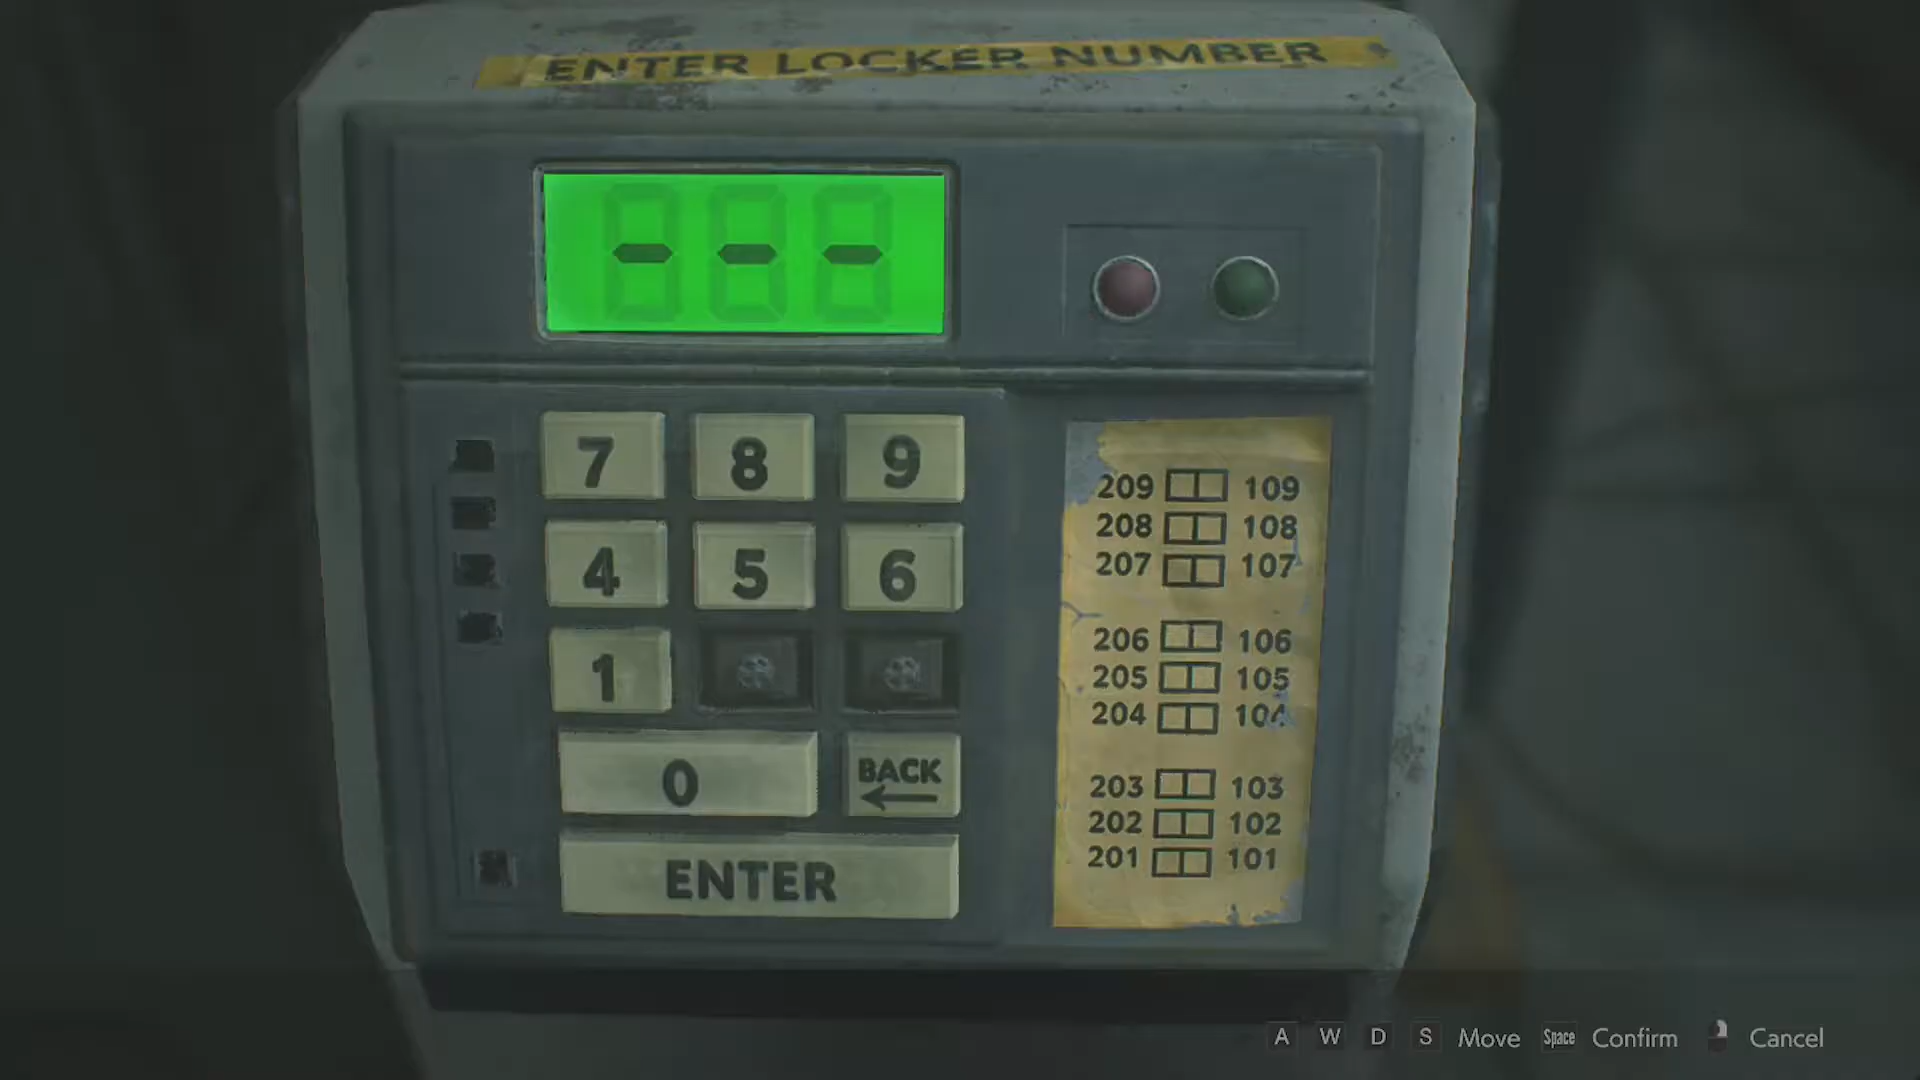 ENTER LOCKER NUMBER
---
7 8 9
4 5 6
1
0 BACK
ENTER
209 109
208 108
207 107
206 106
205 105
204 104
203 103
202 102
201 101
A W D S Move Space Confirm Cancel